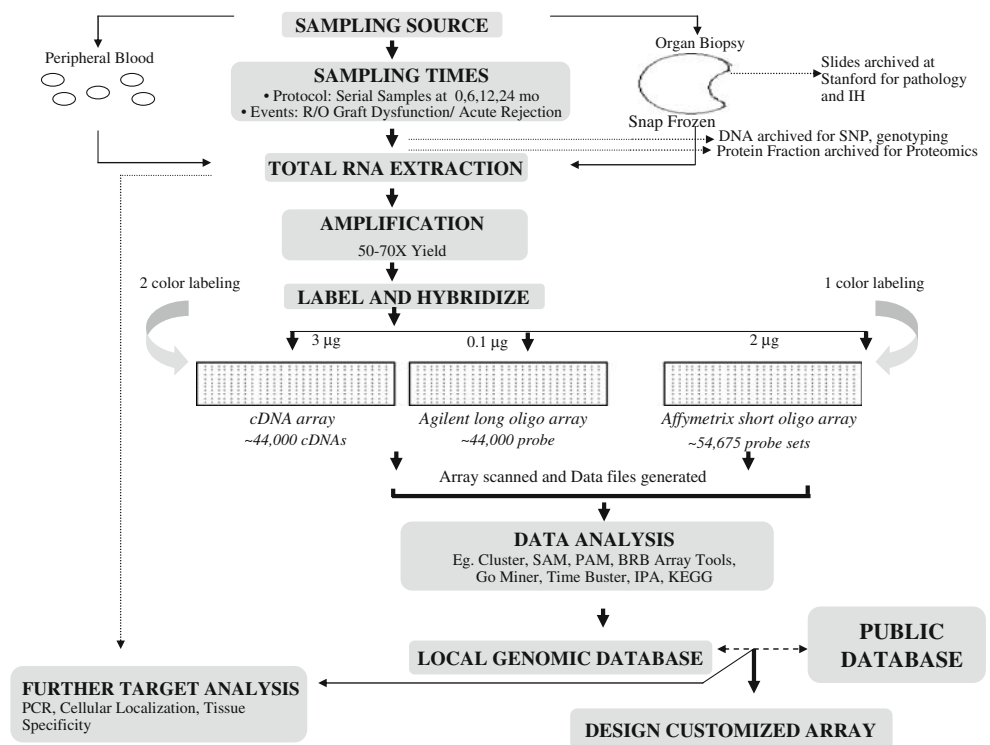 SAMPLING SOURCE
Peripheral Blood
Organ Biopsy
SAMPLING TIMES
• Protocol: Serial Samples at 0,6,12,24 mo
• Events: R/O Graft Dysfunction/ Acute Rejection
Slides archived at
Stanford for pathology
and IH
Snap Frozen
DNA archived for SNP, genotyping
Protein Fraction archived for Proteomics
TOTAL RNA EXTRACTION
AMPLIFICATION
50-70X Yield
2 color labeling
1 color labeling
LABEL AND HYBRIDIZE
3 µg
0.1 µg
2 µg
cDNA array
~44,000 cDNAs
Agilent long oligo array
~44,000 probe
Affymetrix short oligo array
~54,675 probe sets
Array scanned and Data files generated
DATA ANALYSIS
Eg. Cluster, SAM, PAM, BRB Array Tools,
Go Miner, Time Buster, IPA, KEGG
LOCAL GENOMIC DATABASE
PUBLIC
DATABASE
FURTHER TARGET ANALYSIS
PCR, Cellular Localization, Tissue
Specificity
DESIGN CUSTOMIZED ARRAY